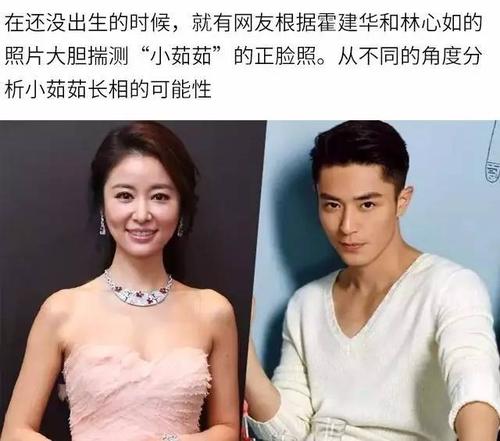 在还没出生的时候，就有网友根据霍建华和林心如的
照片大胆揣测“小茹茹”的正脸照。从不同的角度分
析小茹茹长相的可能性